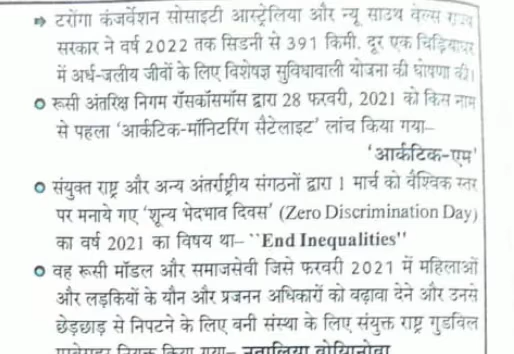 ➠ टरोंगा कंजर्वेशन सोसाइटी आस्ट्रेलिया और न्यू साउथ वेल्स राज्य
सरकार ने वर्ष 2022 तक सिडनी से 391 किमी. दूर एक चिड़ियाघर
में अर्ध-जलीय जीवों के लिए विशेषज्ञ सुविधावाली योजना की घोषणा की।
रूसी अंतरिक्ष निगम रॉसकॉसमॉस द्वारा 28 फरवरी, 2021 को किस नाम
से पहला 'आर्कटिक-मॉनिटरिंग सैटेलाइट' लांच किया गया–
'आर्कटिक-एम'
संयुक्त राष्ट्र और अन्य अंतर्राष्ट्रीय संगठनों द्वारा 1 मार्च को वैश्विक स्तर
पर मनाये गए 'शून्य भेदभाव दिवस' (Zero Discrimination Day)
का वर्ष 2021 का विषय था– ``End Inequalities''
वह रूसी मॉडल और समाजसेवी जिसे फरवरी 2021 में महिलाओं
और लड़कियों के यौन और प्रजनन अधिकारों को बढ़ावा देने और उनसे
छेड़छाड़ से निपटने के लिए बनी संस्था के लिए संयुक्त राष्ट्र गुडविल
किया गया– नतालिया वोदियानोवा